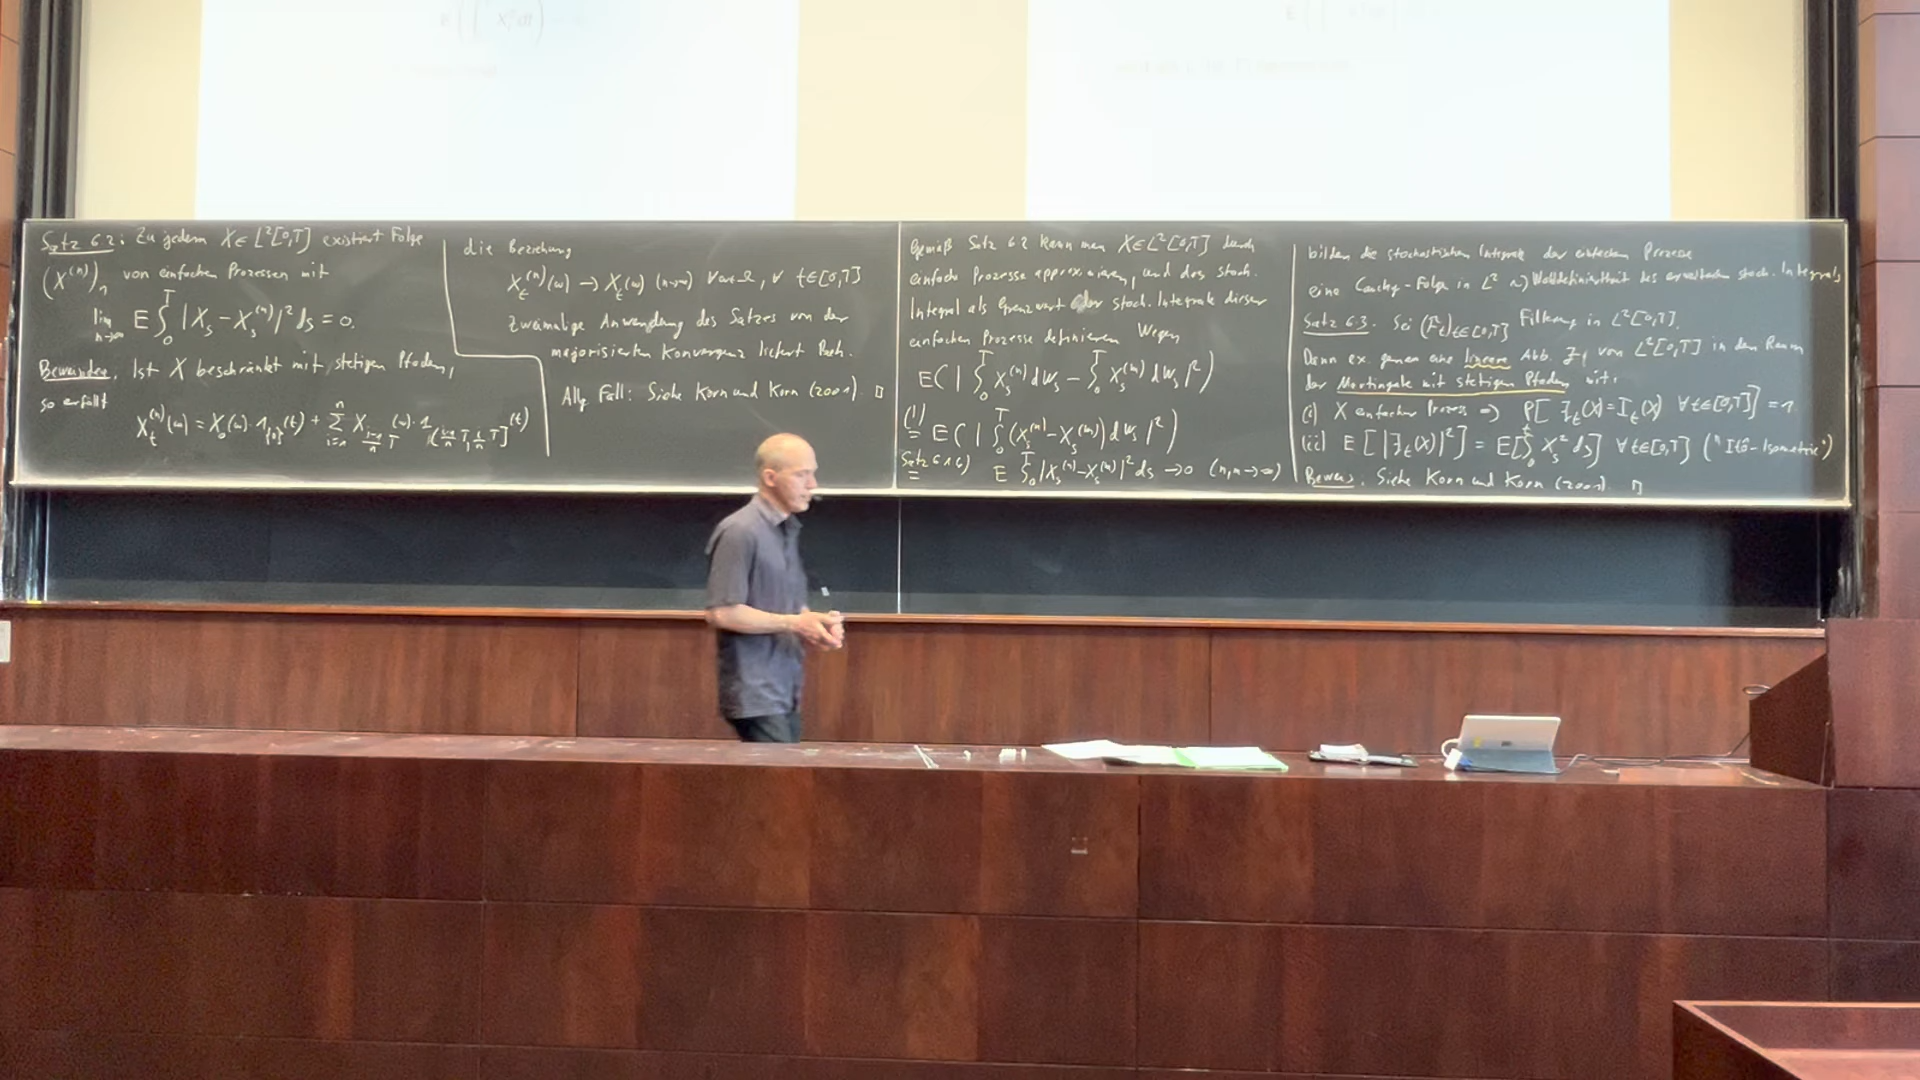 Satz 6.2: Zu jedem X ∈ L²[0,T] existiert Folge
(X^(n))_n von einfachen Prozessen mit
lim_{n→∞} E ∫_0^T |X_s − X_s^(n)|² ds = 0.
Beweisidee. Ist X beschränkt mit stetigen Pfaden,
so erfüllt
X_t^(n)(ω) = X_0(ω)·1_{0}(t) + Σ_{i=1}^n X_{(i-1)/n T}(ω)·1_{((i-1)/n T, i/n T]}(t)
die Beziehung
X_t^(n)(ω) → X_t(ω) (n→∞) ∀ω∈Ω, ∀ t∈[0,T]
Zweimalige Anwendung des Satzes von der
majorisierten Konvergenz liefert Beh.
Allg. Fall: Siehe Korn und Korn (2001). □
Gemäß Satz 6.2 kann man X ∈ L²[0,T] durch
einfache Prozesse approximieren, und das stoch.
Integral als Grenzwert der stoch. Integrale dieser
einfachen Prozesse definieren. Wegen
E( | ∫_0^T X_s^(n) dW_s − ∫_0^T X_s^(m) dW_s |² )
(!) = E( | ∫_0^T (X_s^(n) − X_s^(m)) dW_s |² )
Satz 6.1 b) = E ∫_0^T |X_s^(n) − X_s^(m)|² ds → 0 (n,m→∞)
bilden die stochastischen Integrale der einfachen Prozesse
eine Cauchy-Folge in L² ⇝ Wohldefiniertheit des erweiterten stoch. Integrals
Satz 6.3. Sei (F_t)_{t∈[0,T]} Filtrierung in L²[0,T].
Dann ex. genau eine lineare Abb. J von L²[0,T] in den Raum
der Martingale mit stetigen Pfaden mit:
(i) X einfacher Prozess ⇒ P[ J_t(X) = I_t(X) ∀t∈[0,T] ] = 1
(ii) E[ |J_t(X)|² ] = E[ ∫_0^t X_s² ds ] ∀t∈[0,T] ("Itô-Isometrie")
Beweis. Siehe Korn und Korn (2001). □